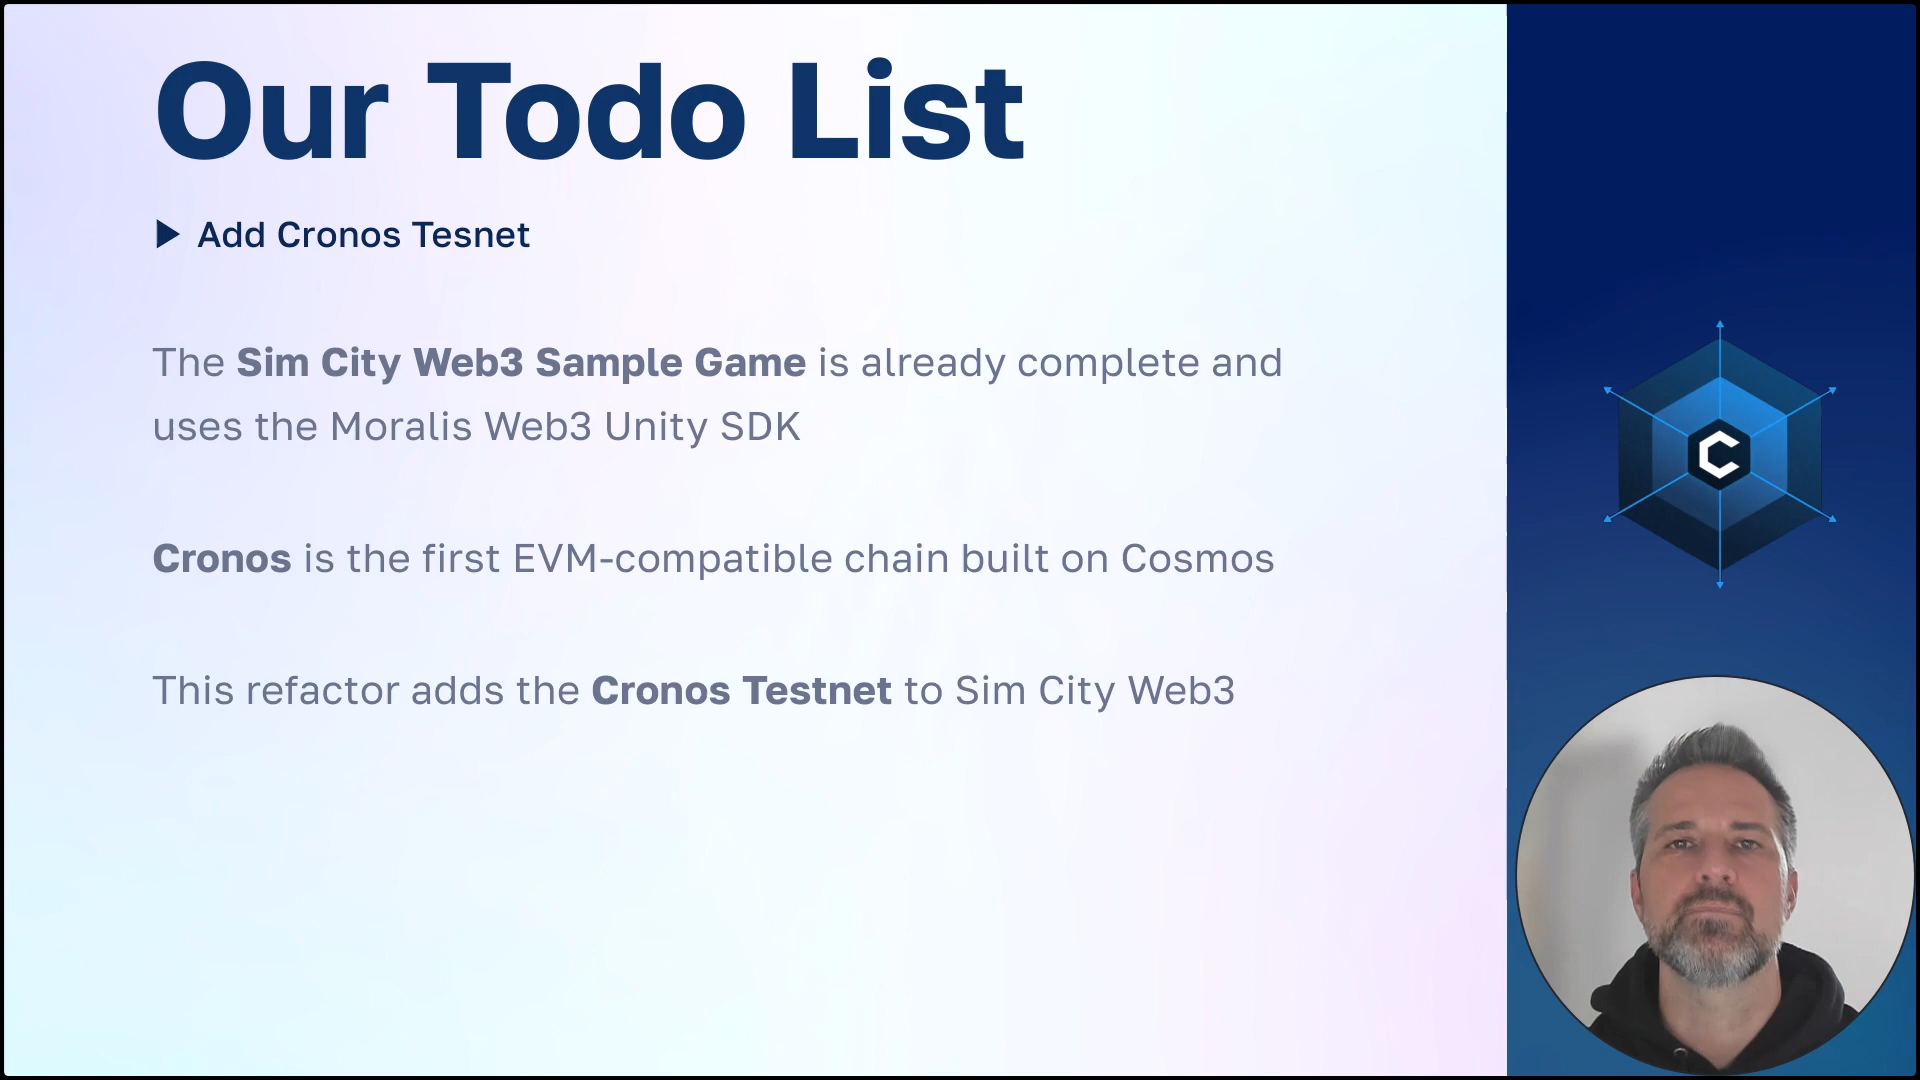 Our Todo List
▶ Add Cronos Tesnet
The Sim City Web3 Sample Game is already complete and
uses the Moralis Web3 Unity SDK
Cronos is the first EVM-compatible chain built on Cosmos
This refactor adds the Cronos Testnet to Sim City Web3